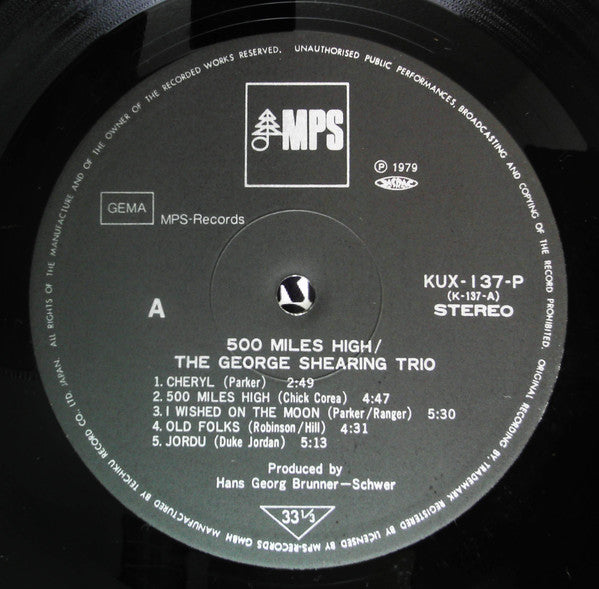 ALL RIGHTS OF THE MANUFACTURE AND OF THE OWNER OF THE RECORDED WORKS RESERVED. UNAUTHORISED PUBLIC PERFORMANCES, BROADCASTING AND COPYING OF THE RECORD PROHIBITED.
MPS
Ⓟ 1979
GEMA
MPS-Records
KUX-137-P
(K-137-A)
A
STEREO
500 MILES HIGH/
THE GEORGE SHEARING TRIO
1. CHERYL (Parker) 2:49
2. 500 MILES HIGH (Chick Corea) 4:47
3. I WISHED ON THE MOON (Parker/Ranger) 5:30
4. OLD FOLKS (Robinson/Hill) 4:31
5. JORDU (Duke Jordan) 5:13
Produced by
Hans Georg Brunner–Schwer
33 1/3
ORIGINAL RECORDING BY, TRADEMARK REGISTERED BY, LICENSED BY MPS-RECORDS GMBH MANUFACTURED BY TEICHIKU RECORD CO. LTD. JAPAN.